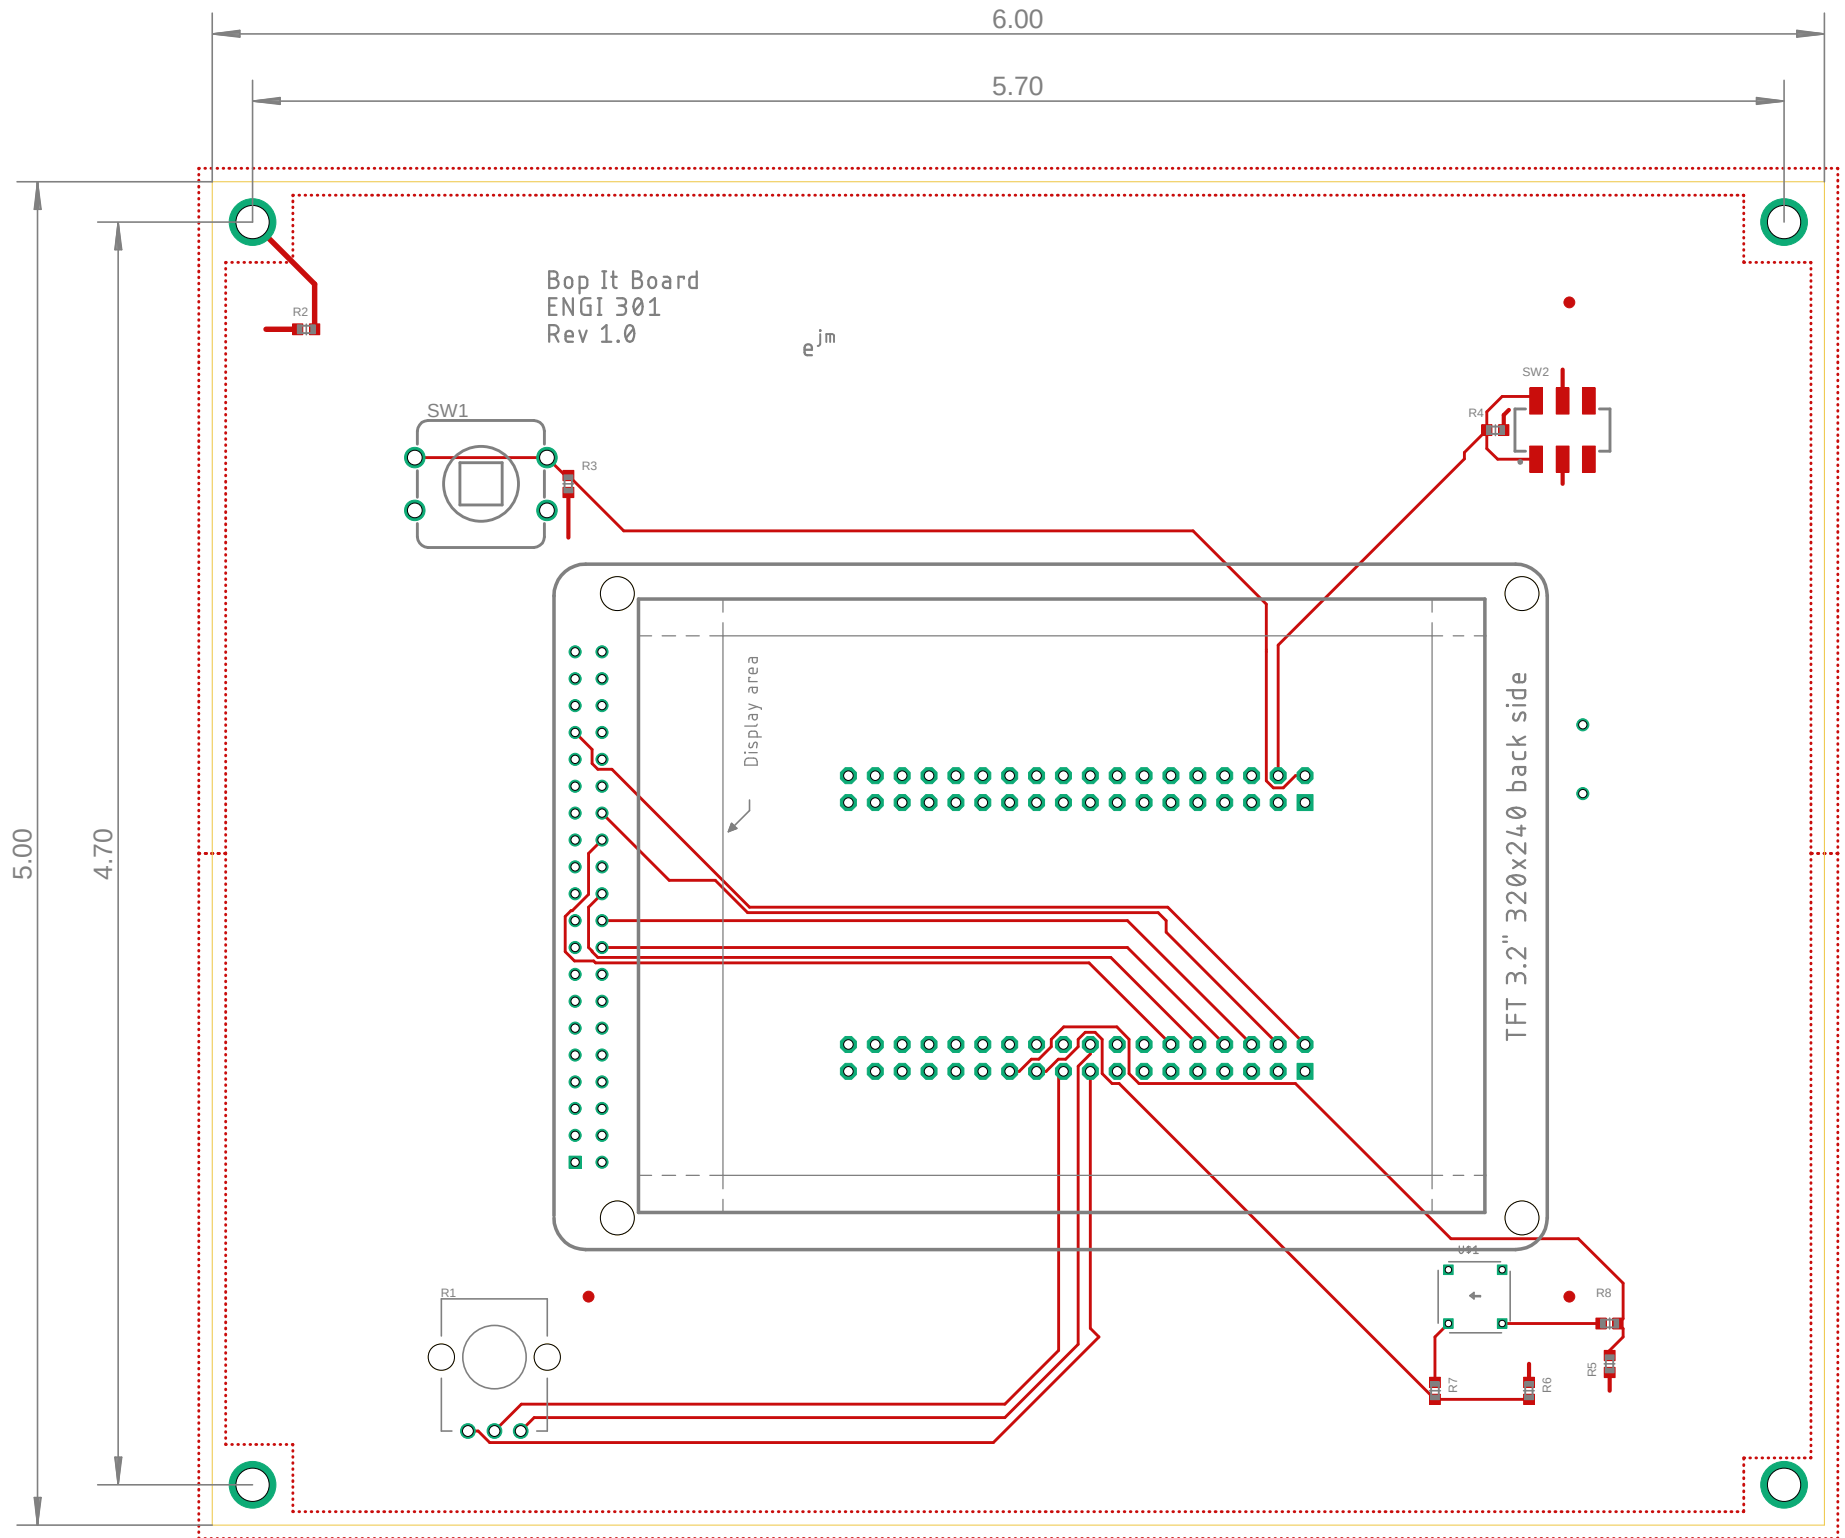 6.00
5.70
R2
Bop It Board
ENGI 301
Rev 1.0
e^jm
SW2
R4
SW1
R3
Display area
TFT 3.2" 320x240 back side
5.00
4.70
U$1
R1
R8
R5
R7
R6